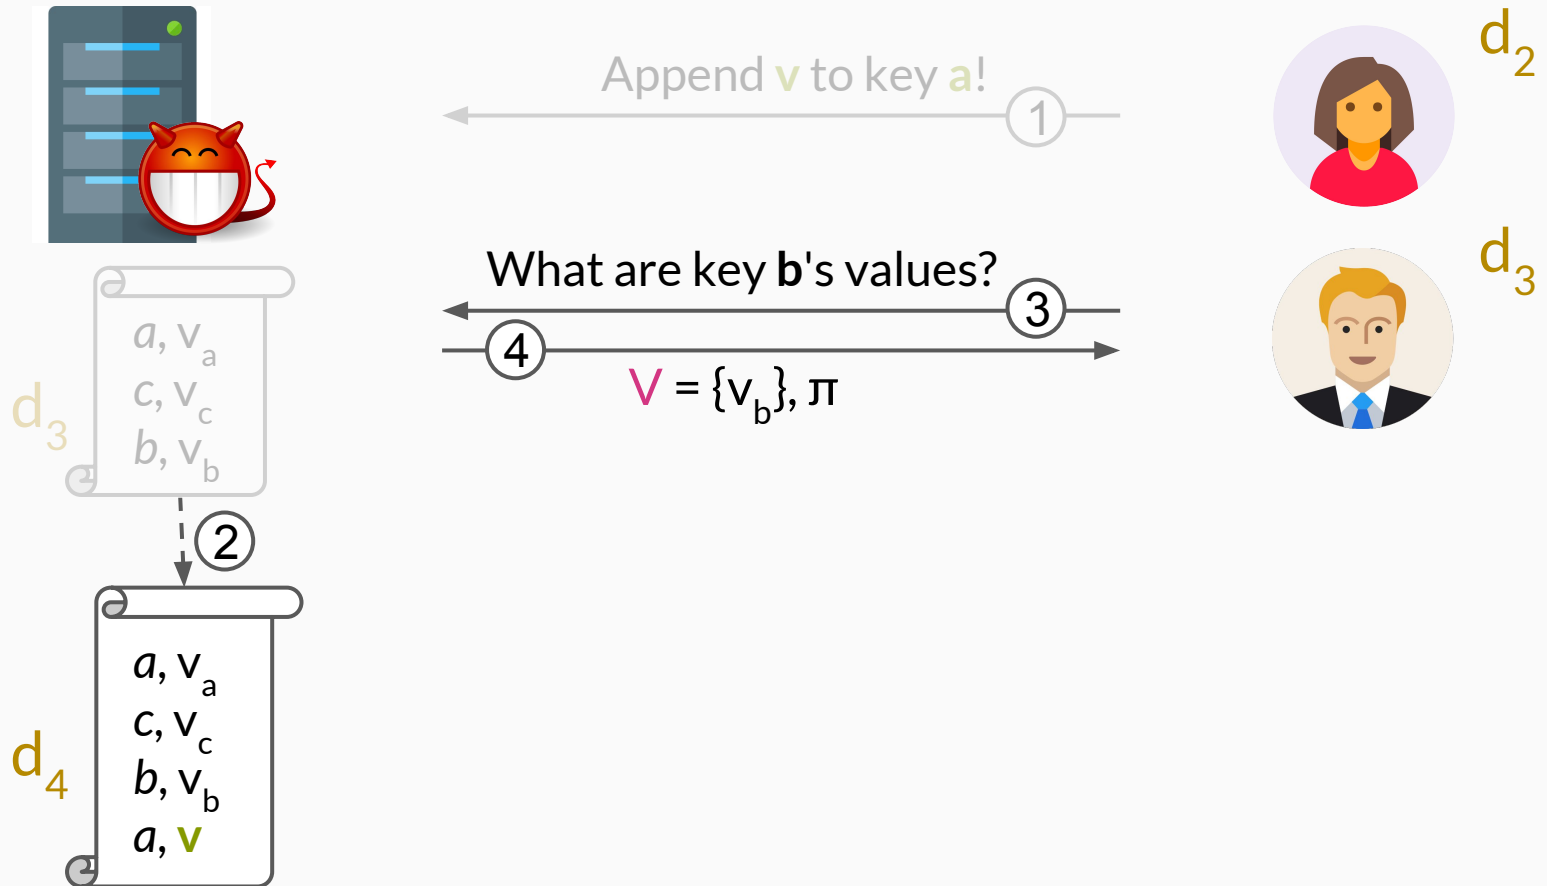 Append v to key a!
1
d2
What are key b's values?
3
4
V = {vb}, π
d3
a, va
c, vc
b, vb
d3
2
a, va
c, vc
b, vb
a, v
d4